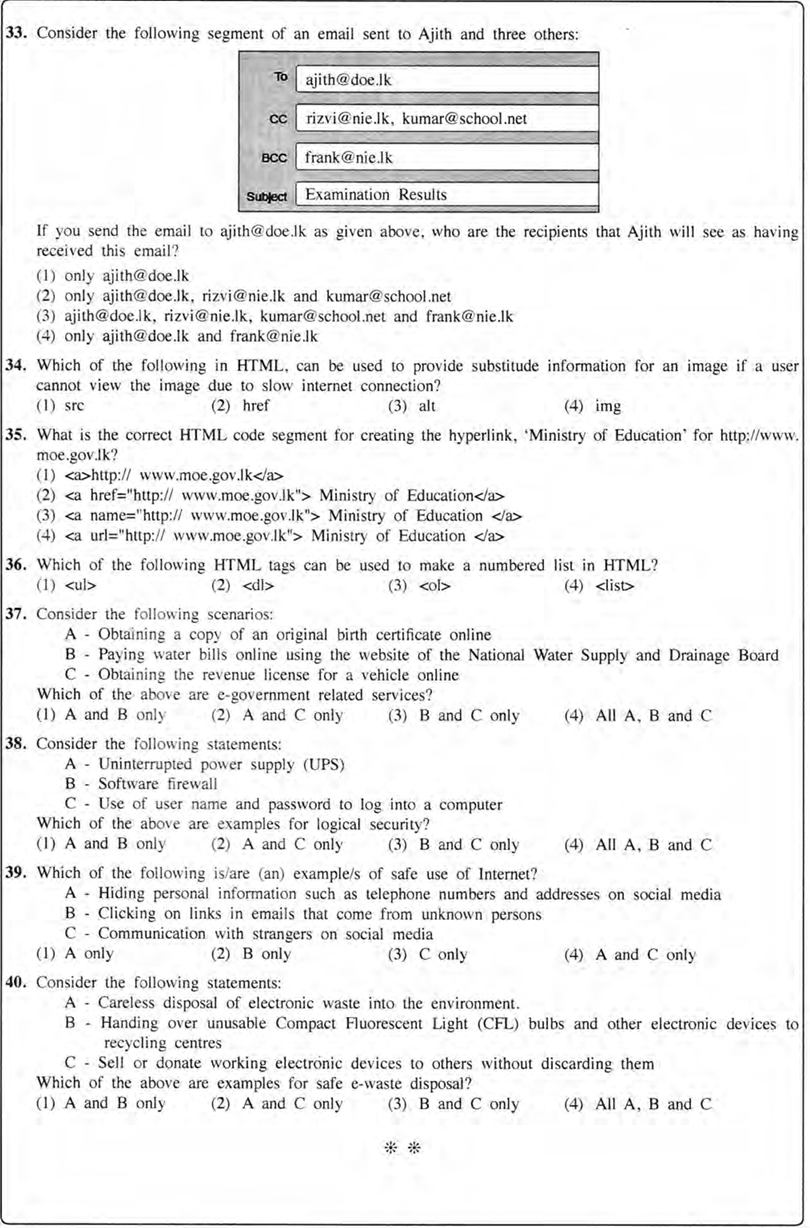 33. Consider the following segment of an email sent to Ajith and three others:
To ajith@doe.lk
CC rizvi@nie.lk, kumar@school.net
BCC frank@nie.lk
Subject Examination Results
If you send the email to ajith@doe.lk as given above, who are the recipients that Ajith will see as having
received this email?
(1) only ajith@doe.lk
(2) only ajith@doe.lk, rizvi@nie.lk and kumar@school.net
(3) ajith@doe.lk, rizvi@nie.lk, kumar@school.net and frank@nie.lk
(4) only ajith@doe.lk and frank@nie.lk
34. Which of the following in HTML, can be used to provide substitude information for an image if a user
cannot view the image due to slow internet connection?
(1) src (2) href (3) alt (4) img
35. What is the correct HTML code segment for creating the hyperlink, ‘Ministry of Education’ for http://www.
moe.gov.lk?
(1) <a>http:// www.moe.gov.lk</a>
(2) <a href="http:// www.moe.gov.lk"> Ministry of Education</a>
(3) <a name="http:// www.moe.gov.lk"> Ministry of Education </a>
(4) <a url="http:// www.moe.gov.lk"> Ministry of Education </a>
36. Which of the following HTML tags can be used to make a numbered list in HTML?
(1) <ul> (2) <dl> (3) <ol> (4) <list>
37. Consider the following scenarios:
A - Obtaining a copy of an original birth certificate online
B - Paying water bills online using the website of the National Water Supply and Drainage Board
C - Obtaining the revenue license for a vehicle online
Which of the above are e-government related services?
(1) A and B only (2) A and C only (3) B and C only (4) All A, B and C
38. Consider the following statements:
A - Uninterrupted power supply (UPS)
B - Software firewall
C - Use of user name and password to log into a computer
Which of the above are examples for logical security?
(1) A and B only (2) A and C only (3) B and C only (4) All A, B and C
39. Which of the following is/are (an) example/s of safe use of Internet?
A - Hiding personal information such as telephone numbers and addresses on social media
B - Clicking on links in emails that come from unknown persons
C - Communication with strangers on social media
(1) A only (2) B only (3) C only (4) A and C only
40. Consider the following statements:
A - Careless disposal of electronic waste into the environment.
B - Handing over unusable Compact Fluorescent Light (CFL) bulbs and other electronic devices to
recycling centres
C - Sell or donate working electronic devices to others without discarding them
Which of the above are examples for safe e-waste disposal?
(1) A and B only (2) A and C only (3) B and C only (4) All A, B and C